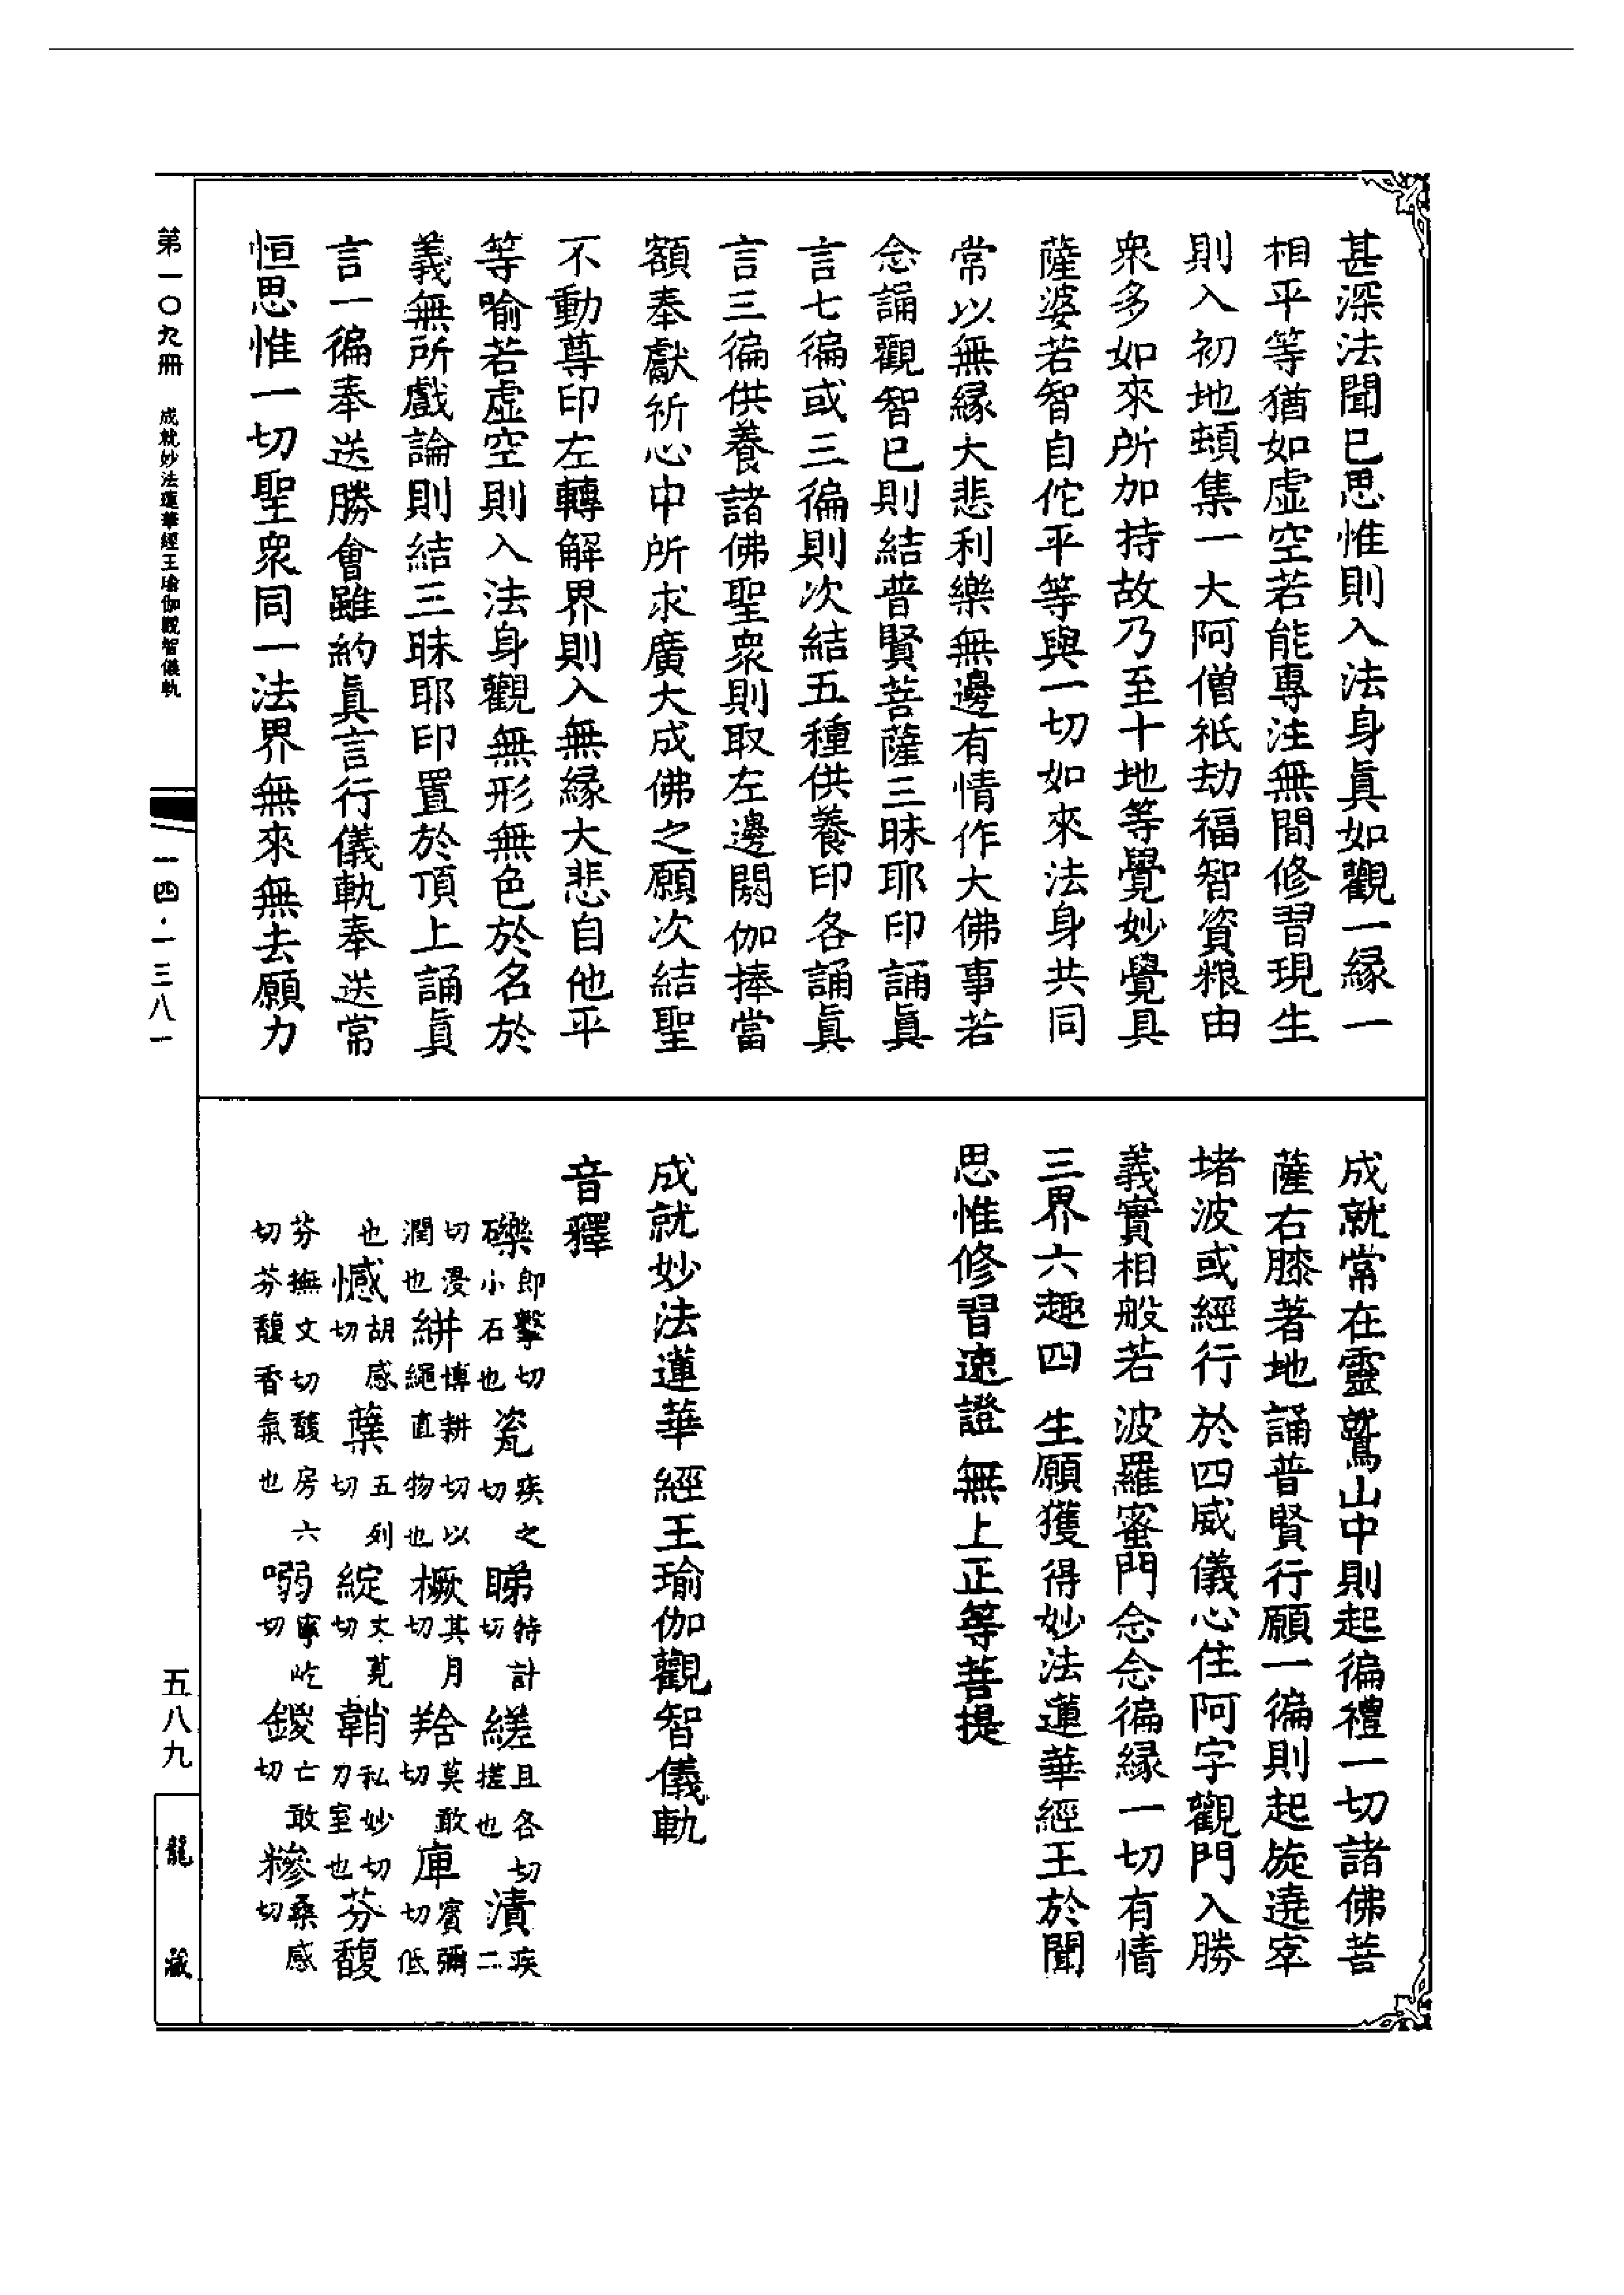 甚深法聞已思惟則入法身眞如觀一緣一
相平等猶如虛空若能專注無間修習現生
則入初地頓集一大阿僧祇劫福智資粮由
衆多如來所加持故乃至十地等覺妙覺具
薩婆若智自佗平等與一切如來法身共同
常以無緣大悲利樂無邊有情作大佛事若
念誦觀智已則結普賢菩薩三昧耶印誦眞
言七徧或三徧則次結五種供養印各誦眞
言三徧供養諸佛聖衆則取左邊閼伽捧當
額奉獻祈心中所求廣大成佛之願次結聖
不動尊印左轉解界則入無緣大悲自他平
等喻若虛空則入法身觀無形無色於名於
義無所戲論則結三昧耶印置於頂上誦眞
言一徧奉送勝會雖約眞言行儀軌奉送常
恒思惟一切聖衆同一法界無來無去願力
成就常在靈鷲山中則起徧禮一切諸佛菩
薩右膝著地誦普賢行願一徧則起旋遶窣
堵波或經行於四威儀心住阿字觀門入勝
義實相般若波羅蜜門念念徧緣一切有情
三界六趣四生願獲得妙法蓮華經王於聞
思惟修習速證無上正等菩提
成就妙法蓮華經王瑜伽觀智儀軌
音釋
礫郎擊切小石也 瓷疾之切 睇特計切 縒且各切搓也 漬疾二
切浸潤也 絣博耕切以繩直物也 橛其月切 㹂莫敢切 庳賓彌切低
也 憾胡感切 蘖五列切 綻丈莧切 鞘私妙切刀室也 芬馥
芬撫文切馥房六切芬馥香氣也 嗍寧吃切 鍐亡敢切 糝桑感切
第一〇九冊 成就妙法蓮華經王瑜伽觀智儀軌
一四·一三八一
五八九
龍藏